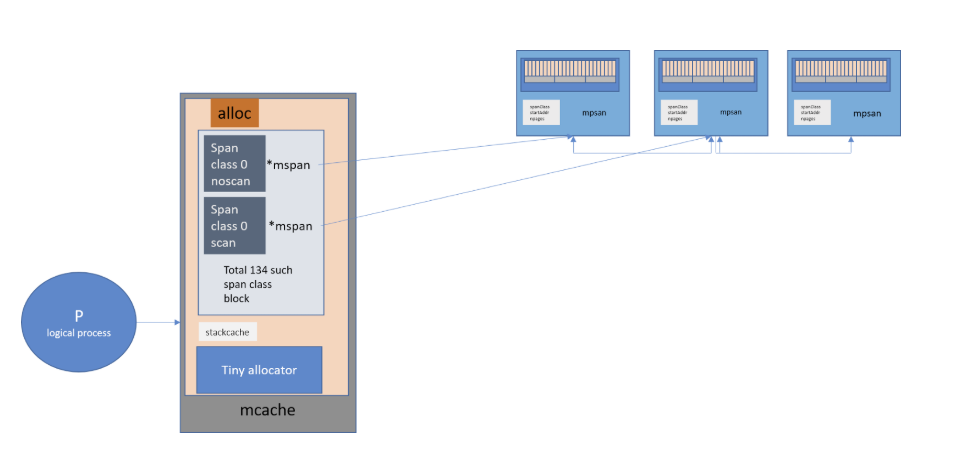 alloc
Span
class 0
noscan
*mspan
Span
class 0
scan
*mspan
Total 134 such
span class
block
stackcache
Tiny allocator
mcache
P
logical process
spanClass
startAddr
npages
mpsan
spanClass
startAddr
npages
mpsan
spanClass
startAddr
npages
mpsan